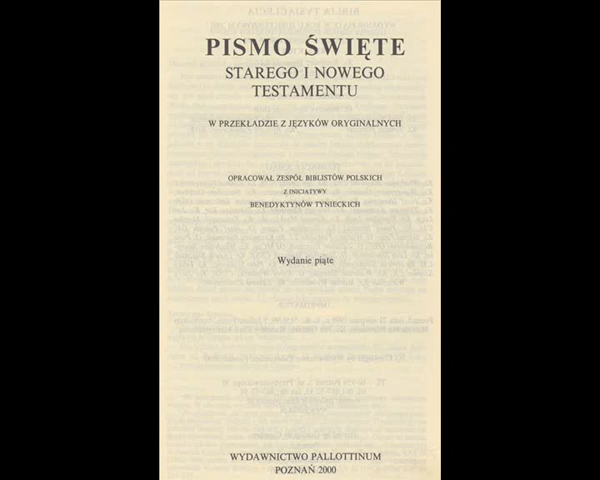 PISMO ŚWIĘTE
STAREGO I NOWEGO
TESTAMENTU
W PRZEKŁADZIE Z JĘZYKÓW ORYGINALNYCH
OPRACOWAŁ ZESPÓŁ BIBLISTÓW POLSKICH
Z INICJATYWY
BENEDYKTYNÓW TYNIECKICH
Wydanie piąte
WYDAWNICTWO PALLOTTINUM
POZNAŃ 2000